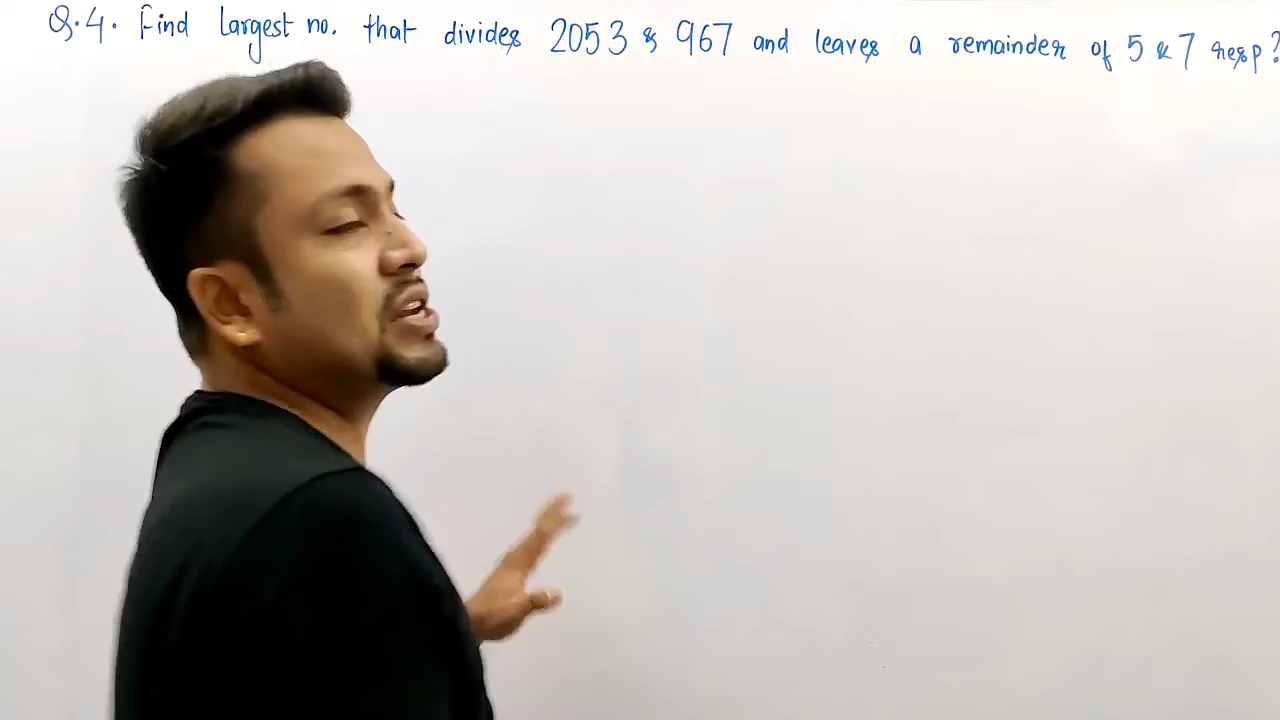 Q.4. Find largest no. that divides 2053 & 967 and leaves a remainder of 5 & 7 resp?